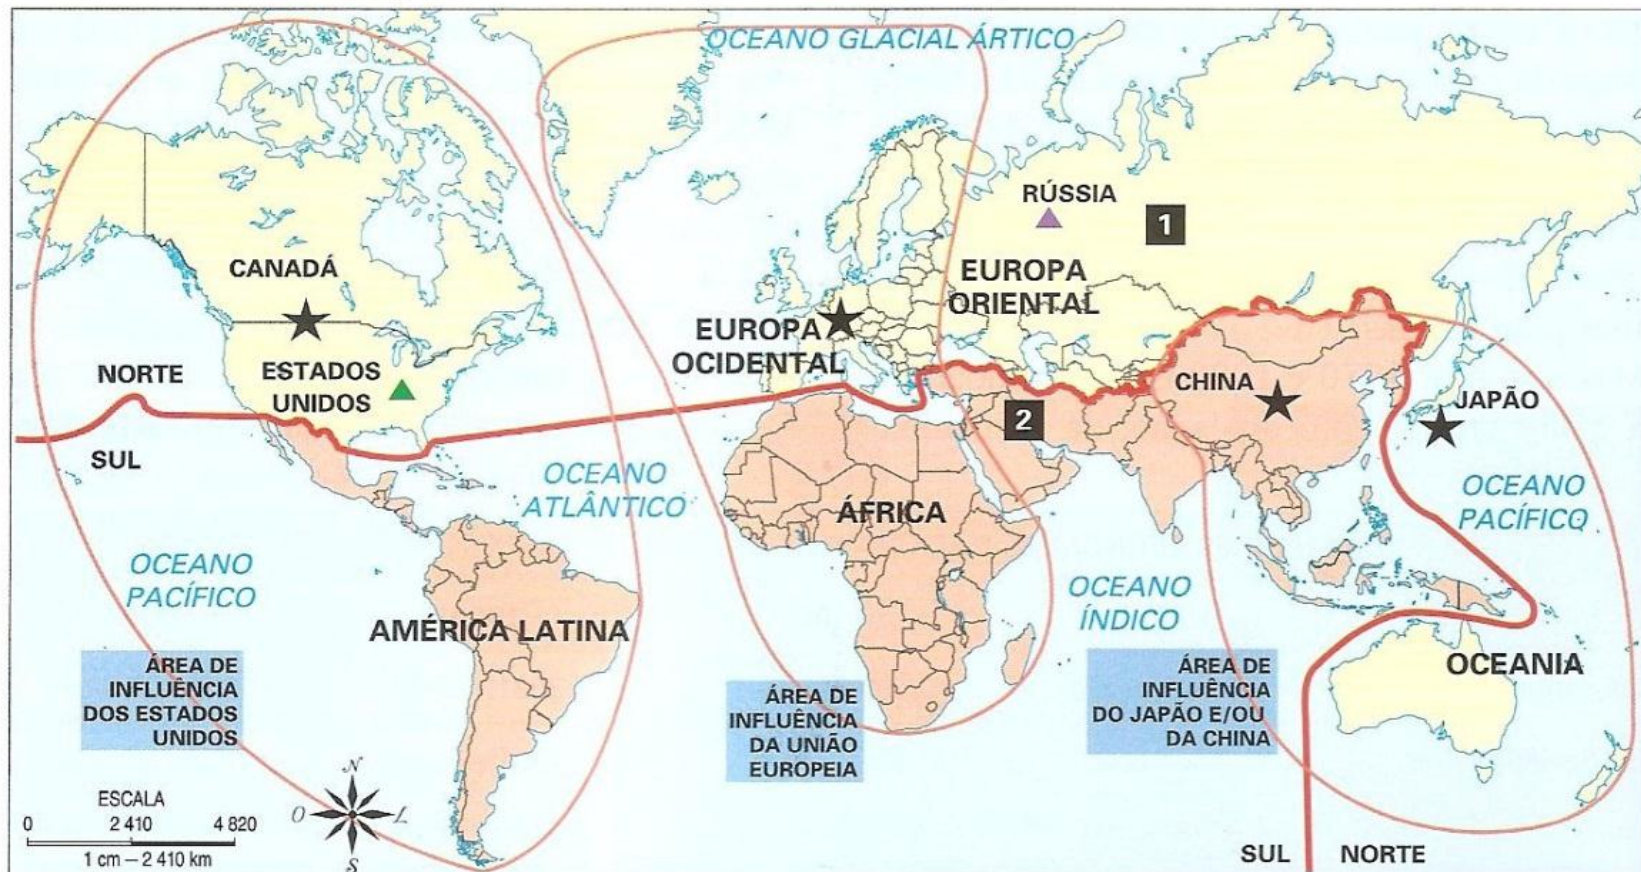 OCEANO GLACIAL ÁRTICO
RÚSSIA
1
CANADÁ
EUROPA
ORIENTAL
EUROPA
OCIDENTAL
NORTE
ESTADOS
UNIDOS
CHINA
JAPÃO
2
SUL
OCEANO
ATLÂNTICO
ÁFRICA
OCEANO
PACÍFICO
OCEANO
PACÍFICO
OCEANO
ÍNDICO
AMÉRICA LATINA
OCEANIA
ÁREA DE
INFLUÊNCIA
DOS ESTADOS
UNIDOS
ÁREA DE
INFLUÊNCIA
DA UNIÃO
EUROPEIA
ÁREA DE
INFLUÊNCIA
DO JAPÃO E/OU
DA CHINA
N
O
L
S
ESCALA
0 2 410 4 820
1 cm – 2 410 km
SUL
NORTE